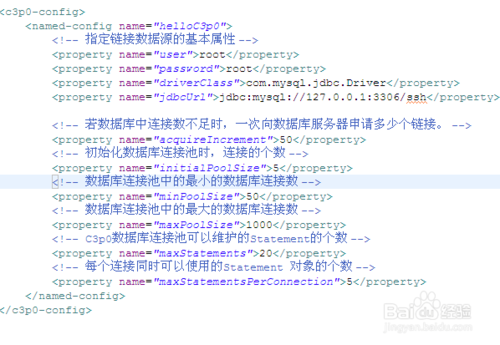 <c3p0-config>
<named-config name="helloC3p0">
<!-- 指定链接数据源的基本属性 -->
<property name="user">root</property>
<property name="password">root</property>
<property name="driverClass">com.mysql.jdbc.Driver</property>
<property name="jdbcUrl">jdbc:mysql://127.0.0.1:3306/ssh</property>
<!-- 若数据库中连接数不足时，一次向数据库服务器申请多少个链接。 -->
<property name="acquireIncrement">50</property>
<!-- 初始化数据库连接池时，连接的个数 -->
<property name="initialPoolSize">5</property>
<!-- 数据库连接池中的最小的数据库连接数 -->
<property name="minPoolSize">50</property>
<!-- 数据库连接池中的最大的数据库连接数 -->
<property name="maxPoolSize">1000</property>
<!-- C3p0数据库连接池可以维护的Statement的个数 -->
<property name="maxStatements">20</property>
<!-- 每个连接同时可以使用的Statement 对象的个数 -->
<property name="maxStatementsPerConnection">5</property>
</named-config>
</c3p0-config>
Baidu 经验
jingyan.baidu.com